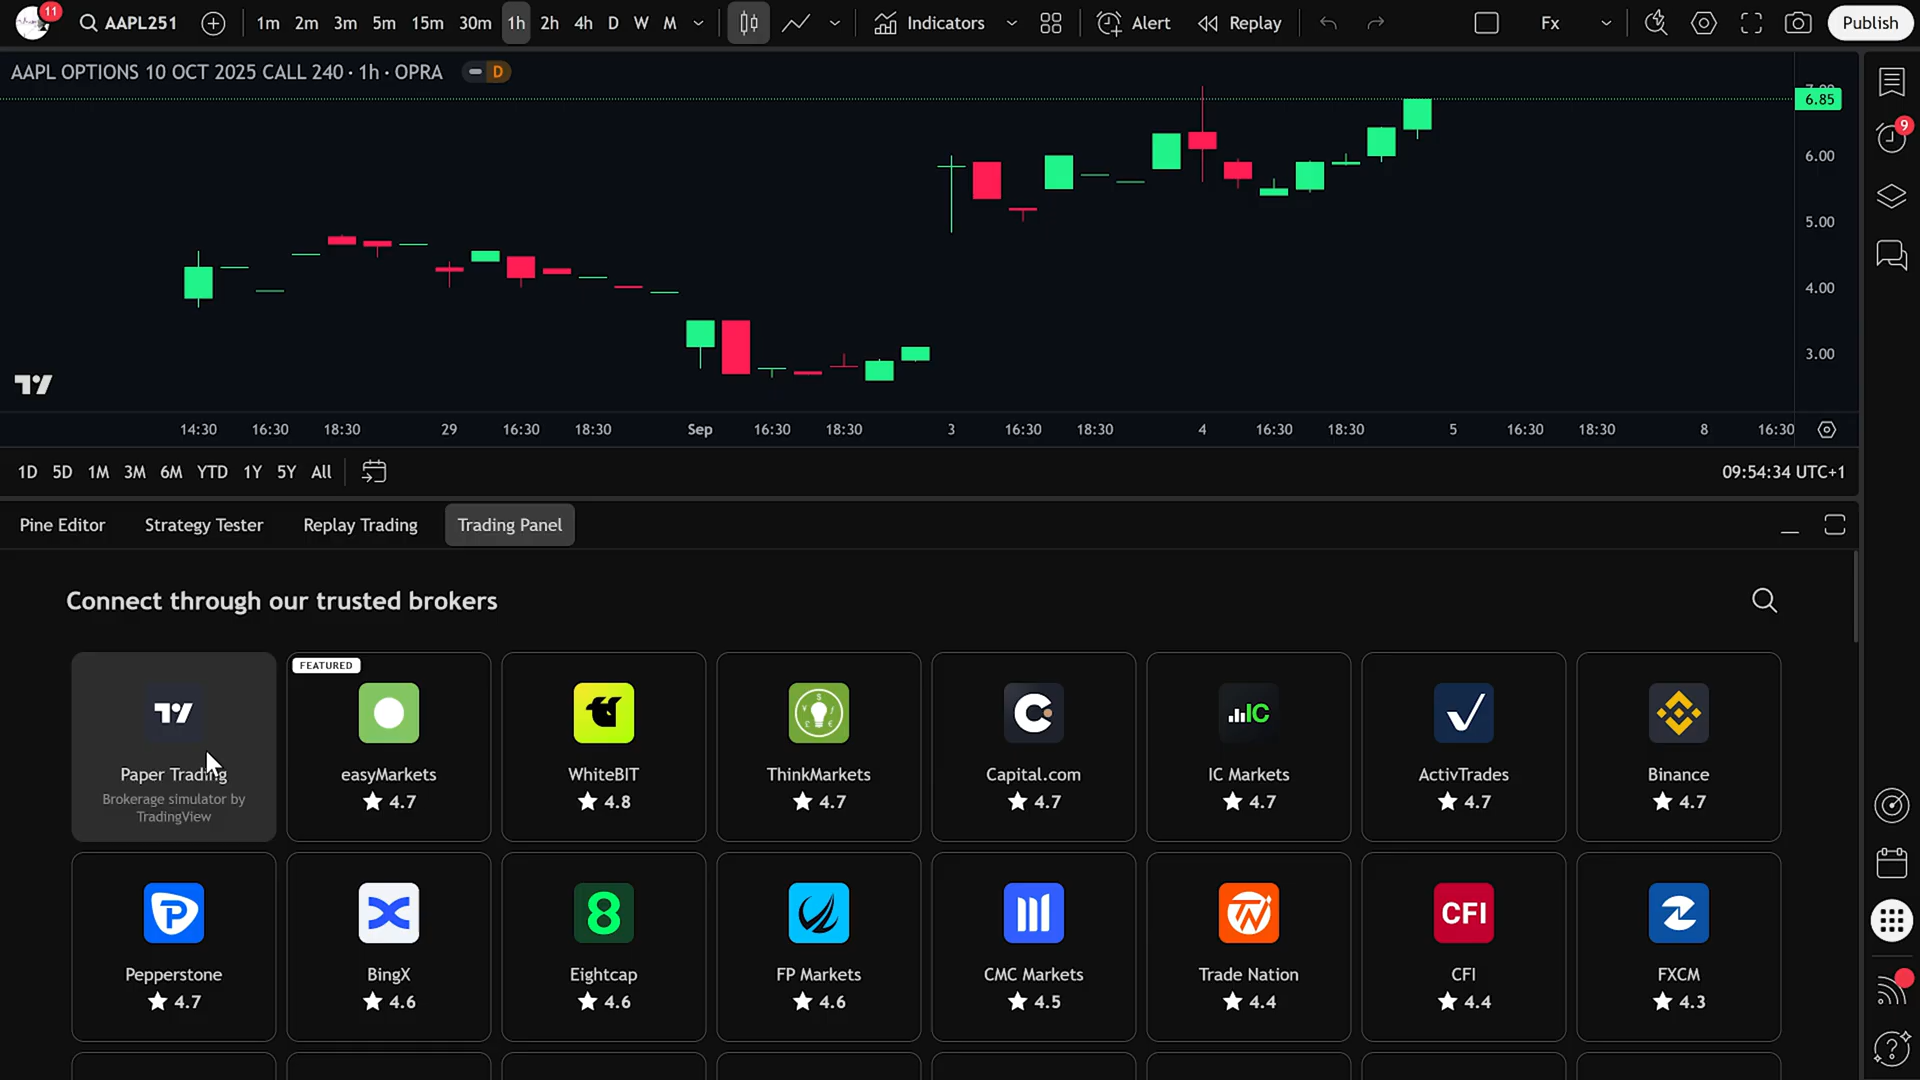 11
AAPL251
1m 2m 3m 5m 15m 30m 1h 2h 4h D W M
Indicators
Alert
Replay
Fx
Publish
AAPL OPTIONS 10 OCT 2025 CALL 240 · 1h · OPRA
D
6.85
6.00
5.00
4.00
3.00
9
14:30 16:30 18:30 29 16:30 18:30 Sep 16:30 18:30 3 16:30 18:30 4 16:30 18:30 5 16:30 18:30 8 16:30
1D 5D 1M 3M 6M YTD 1Y 5Y All
09:54:34 UTC+1
Pine Editor Strategy Tester Replay Trading Trading Panel
Connect through our trusted brokers
FEATURED
IC
Paper Trading
Brokerage simulator by
TradingView
easyMarkets
4.7
WhiteBIT
4.8
ThinkMarkets
4.7
Capital.com
4.7
IC Markets
4.7
ActivTrades
4.7
Binance
4.7
CFI
Pepperstone
4.7
BingX
4.6
Eightcap
4.6
FP Markets
4.6
CMC Markets
4.5
Trade Nation
4.4
CFI
4.4
FXCM
4.3